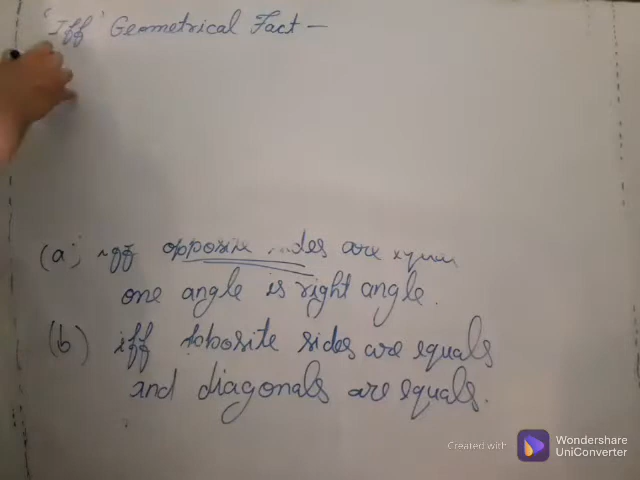 'Iff' Geometrical Fact —
(a) iff opposite sides are equal
one angle is right angle.
(b) iff opposite sides are equals
and diagonals are equals.
Created with Wondershare
UniConverter